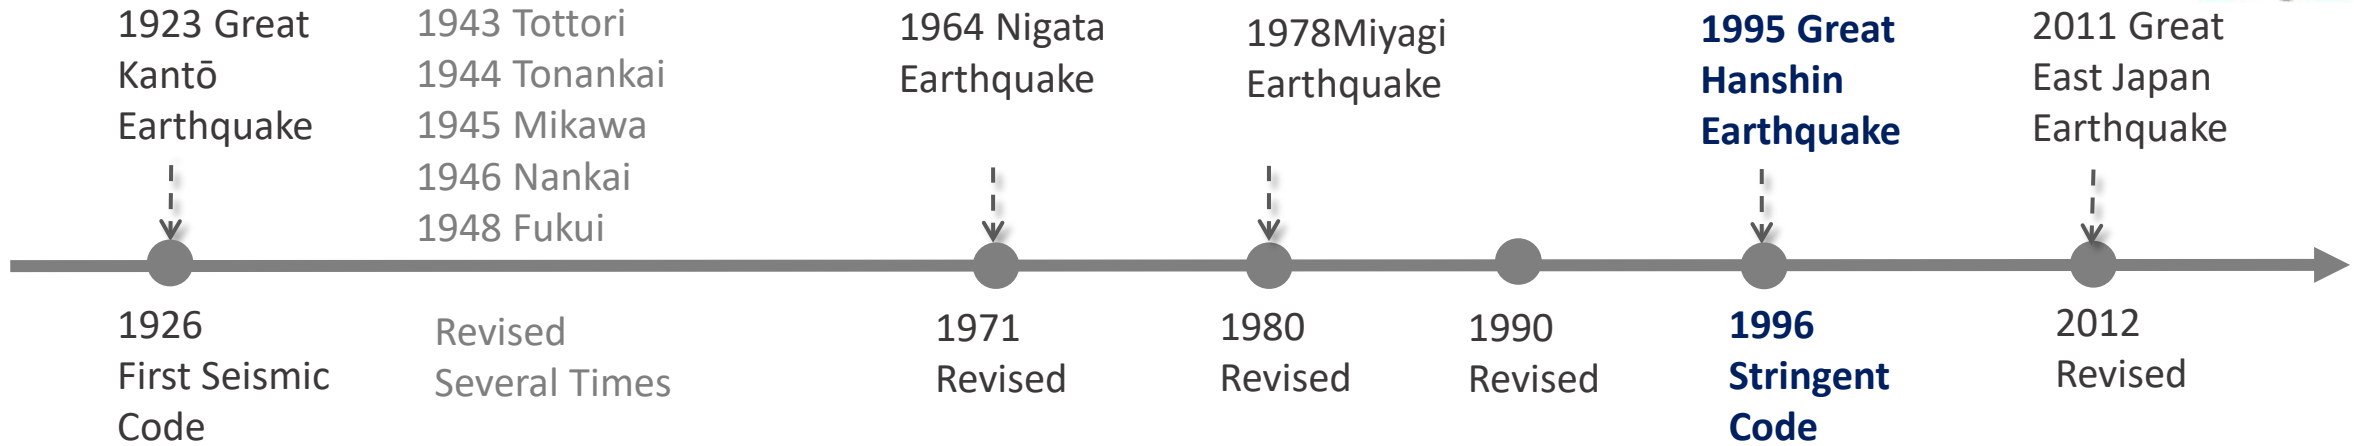 1923 Great
Kantō
Earthquake
1943 Tottori
1944 Tonankai
1945 Mikawa
1946 Nankai
1948 Fukui
1964 Nigata
Earthquake
1978Miyagi
Earthquake
1995 Great
Hanshin
Earthquake
2011 Great
East Japan
Earthquake
1926
First Seismic
Code
Revised
Several Times
1971
Revised
1980
Revised
1990
Revised
1996
Stringent
Code
2012
Revised